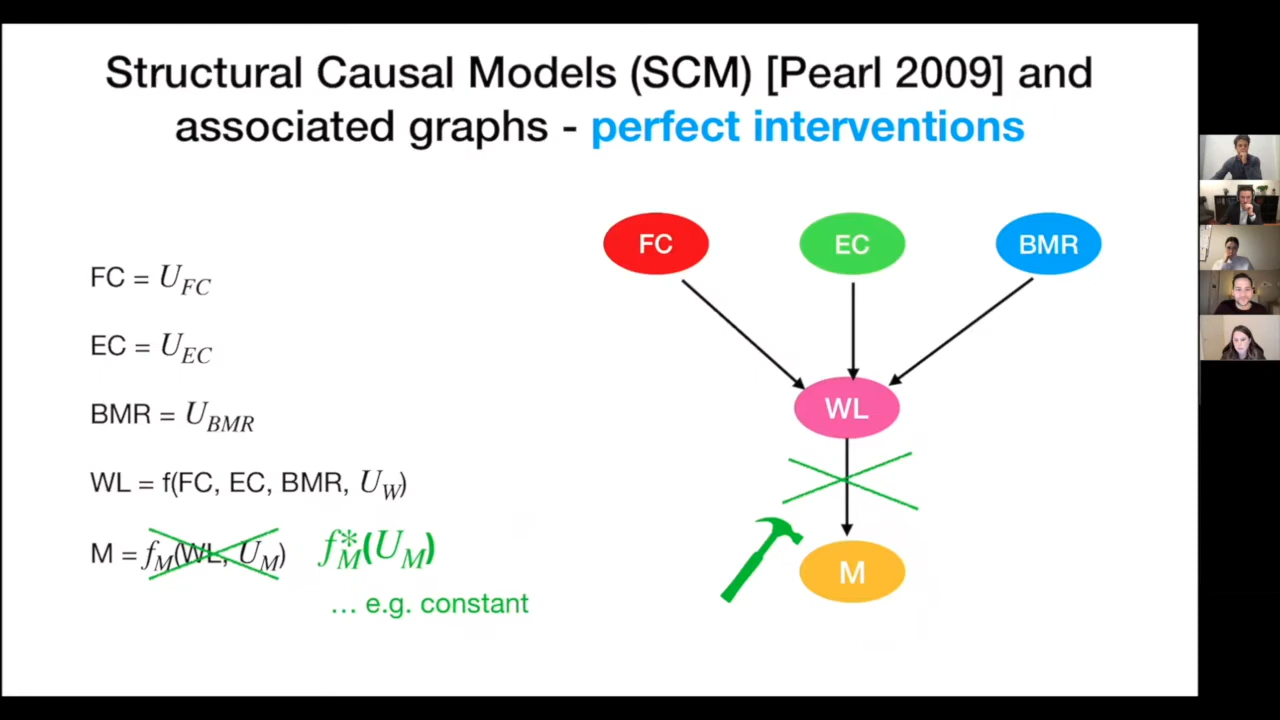 Structural Causal Models (SCM) [Pearl 2009] and
associated graphs - perfect interventions
FC EC BMR
FC = U_FC
EC = U_EC
BMR = U_BMR
WL
WL = f(FC, EC, BMR, U_W)
M = f_M(WL, U_M) f*_M(U_M)
M
… e.g. constant